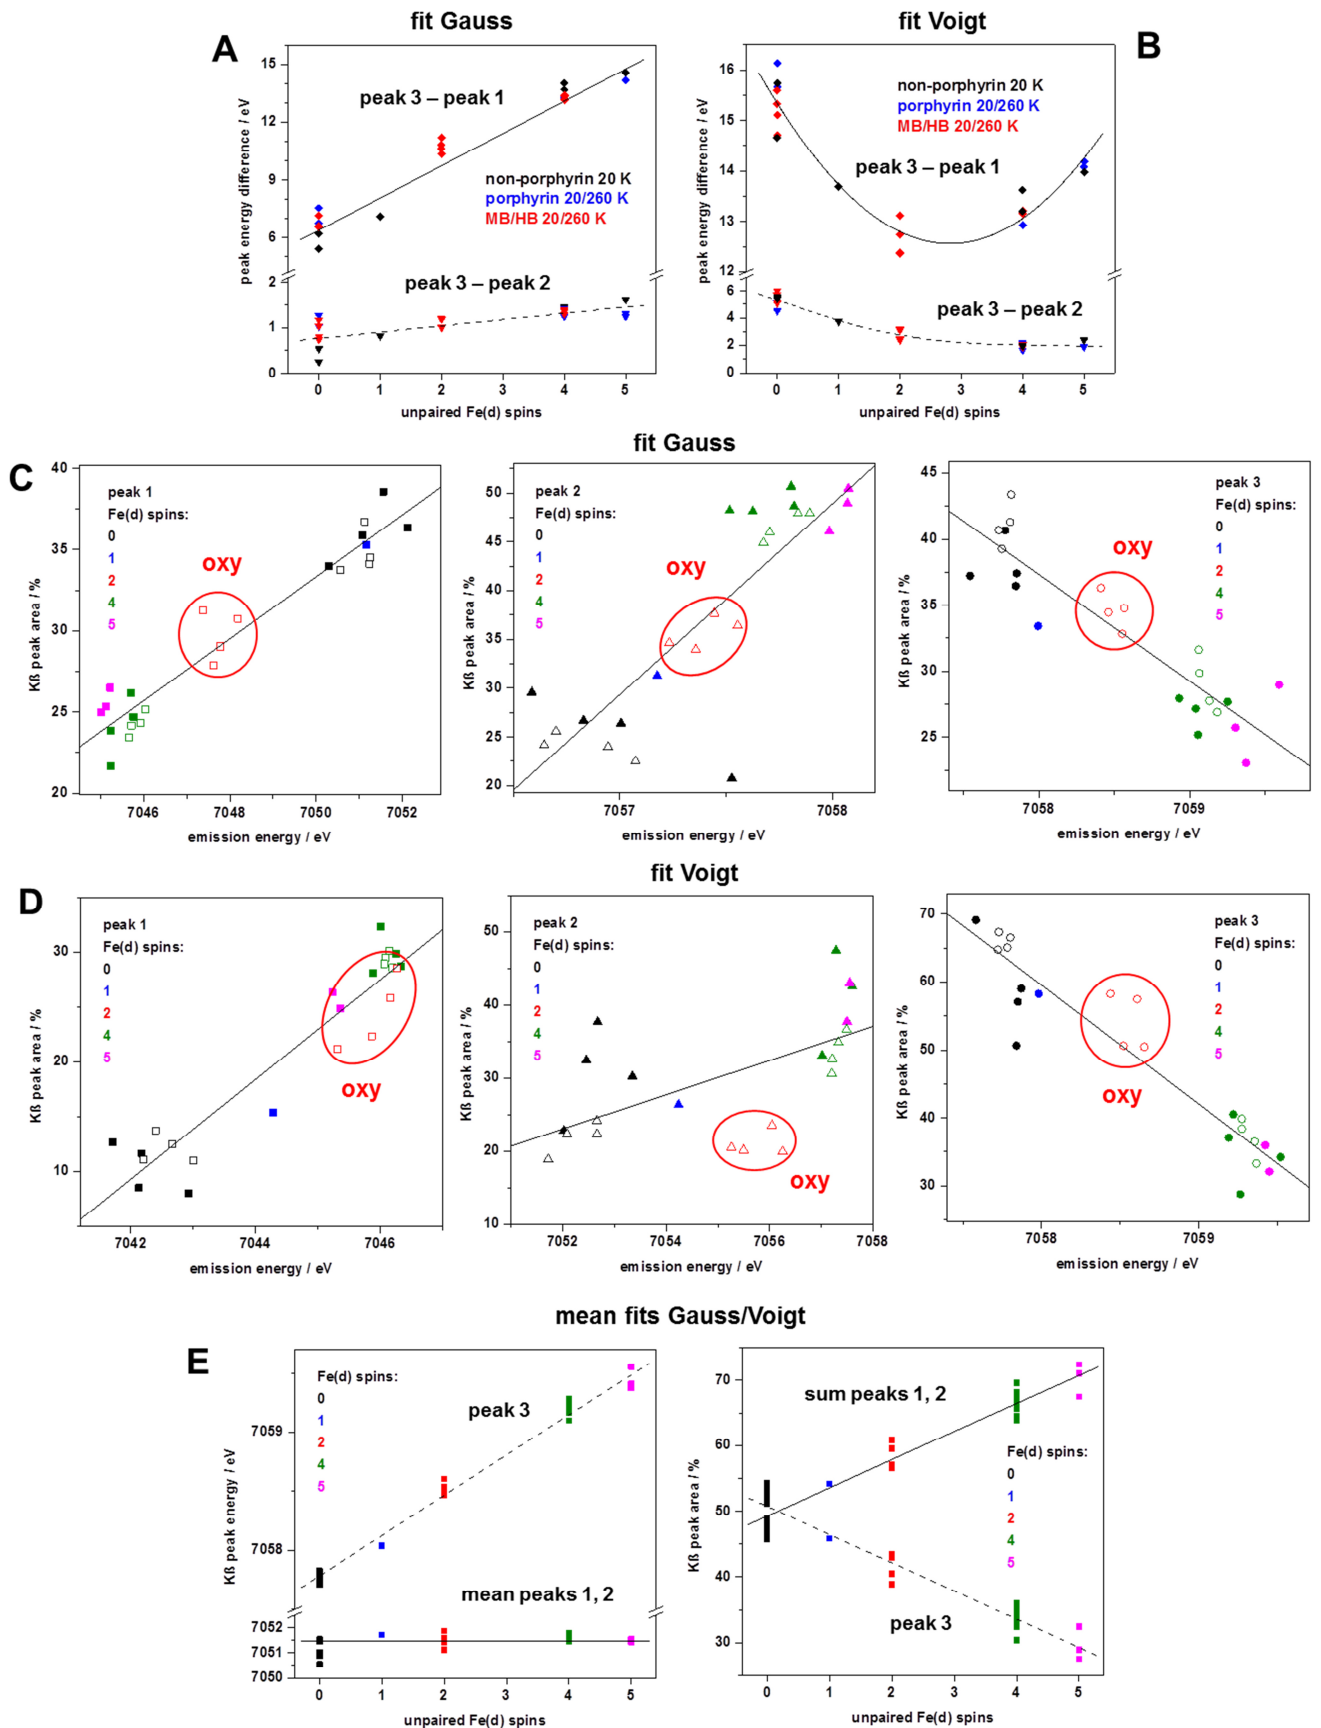 fit Gauss
fit Voigt
A
B
peak energy difference / eV
15
12
9
6
2
1
0
peak 3 – peak 1
non-porphyrin 20 K
porphyrin 20/260 K
MB/HB 20/260 K
peak 3 – peak 2
0 1 2 3 4 5
unpaired Fe(d) spins
peak energy difference / eV
16
15
14
13
12
6
4
2
0
non-porphyrin 20 K
porphyrin 20/260 K
MB/HB 20/260 K
peak 3 – peak 1
peak 3 – peak 2
0 1 2 3 4 5
unpaired Fe(d) spins
fit Gauss
C
Kß peak area / %
40
35
30
25
20
peak 1
Fe(d) spins:
0
1
2
4
5
oxy
7046 7048 7050 7052
emission energy / eV
Kß peak area / %
50
45
40
35
30
25
20
peak 2
Fe(d) spins:
0
1
2
4
5
oxy
7057 7058
emission energy / eV
Kß peak area / %
45
40
35
30
25
peak 3
Fe(d) spins:
0
1
2
4
5
oxy
7058 7059
emission energy / eV
fit Voigt
D
Kß peak area / %
30
20
10
peak 1
Fe(d) spins:
0
1
2
4
5
oxy
7042 7044 7046
emission energy / eV
Kß peak area / %
50
40
30
20
10
peak 2
Fe(d) spins:
0
1
2
4
5
oxy
7052 7054 7056 7058
emission energy / eV
Kß peak area / %
70
60
50
40
30
peak 3
Fe(d) spins:
0
1
2
4
5
oxy
7058 7059
emission energy / eV
mean fits Gauss/Voigt
E
Kß peak energy / eV
7059
7058
7052
7051
7050
Fe(d) spins:
0
1
2
4
5
peak 3
mean peaks 1, 2
0 1 2 3 4 5
unpaired Fe(d) spins
Kß peak area / %
70
60
50
40
30
sum peaks 1, 2
Fe(d) spins:
0
1
2
4
5
peak 3
0 1 2 3 4 5
unpaired Fe(d) spins